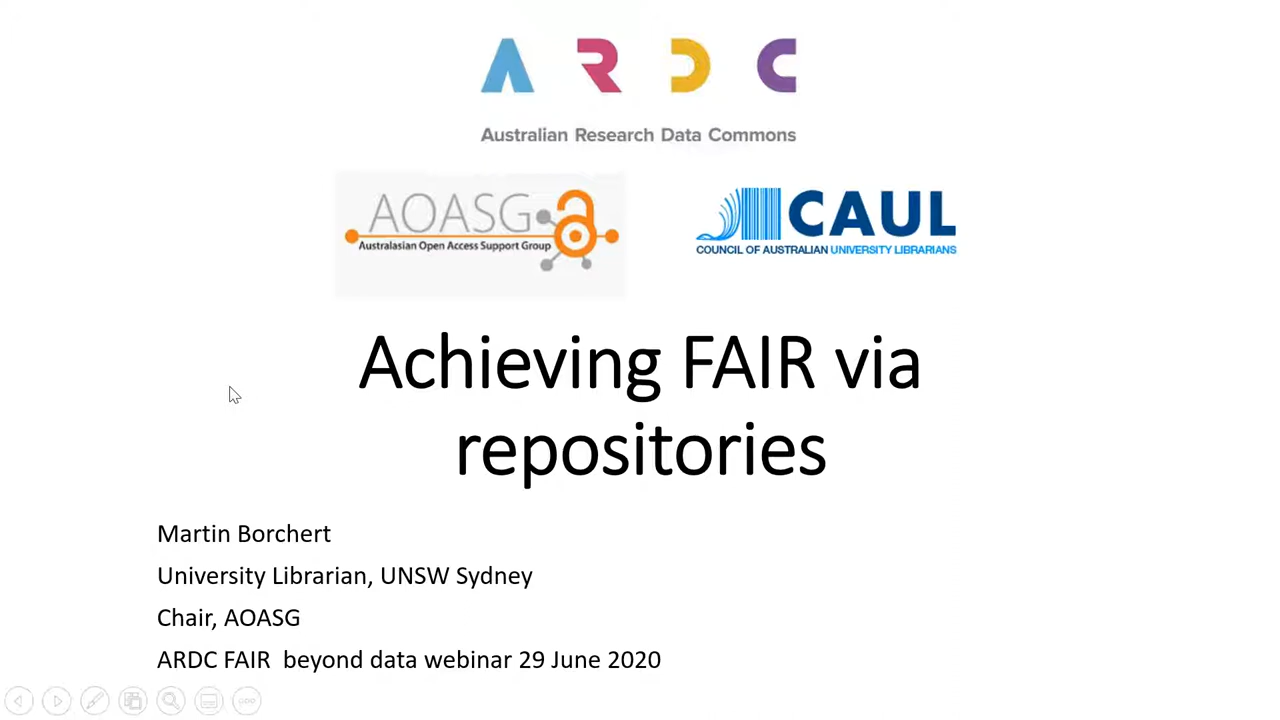 ARDC
Australian Research Data Commons
AOASG
Australasian Open Access Support Group
CAUL
COUNCIL OF AUSTRALIAN UNIVERSITY LIBRARIANS
Achieving FAIR via
repositories
Martin Borchert
University Librarian, UNSW Sydney
Chair, AOASG
ARDC FAIR  beyond data webinar 29 June 2020